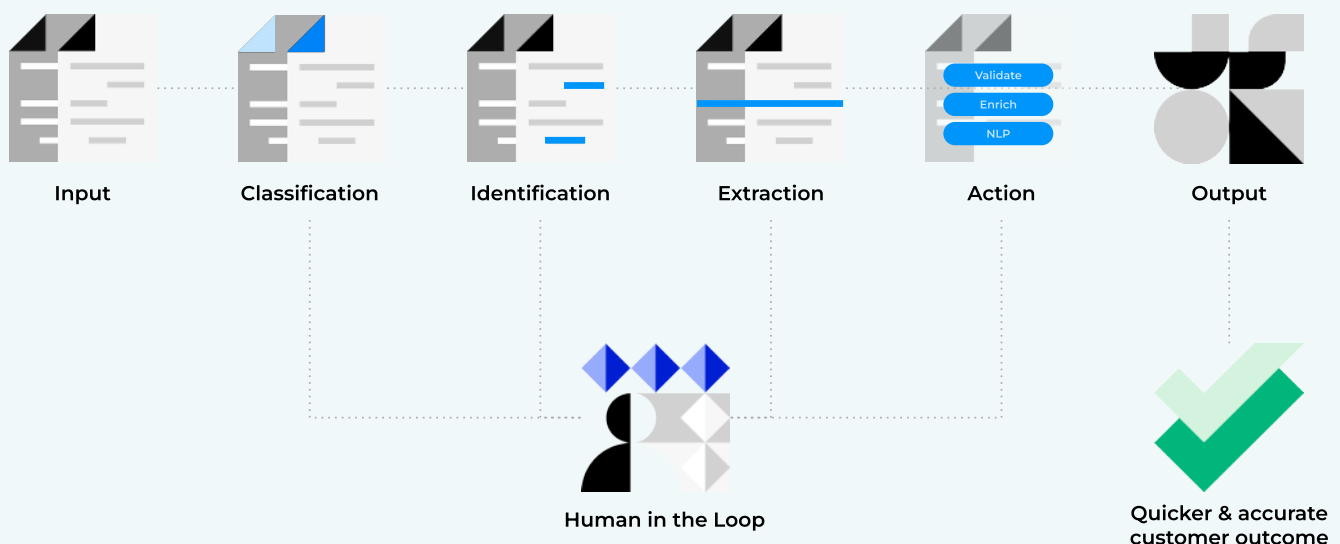 Validate
Enrich
NLP
Input
Classification
Identification
Extraction
Action
Output
Human in the Loop
Quicker & accurate
customer outcome